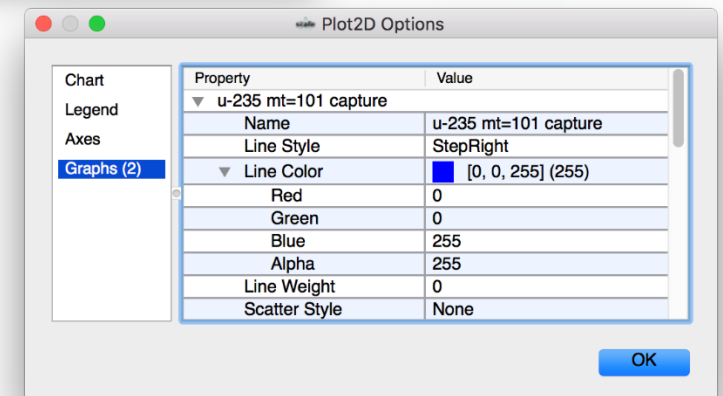 scale Plot2D Options
Chart
Legend
Axes
Graphs (2)
Property Value
u-235 mt=101 capture
Name u-235 mt=101 capture
Line Style StepRight
Line Color [0, 0, 255] (255)
Red 0
Green 0
Blue 255
Alpha 255
Line Weight 0
Scatter Style None
OK